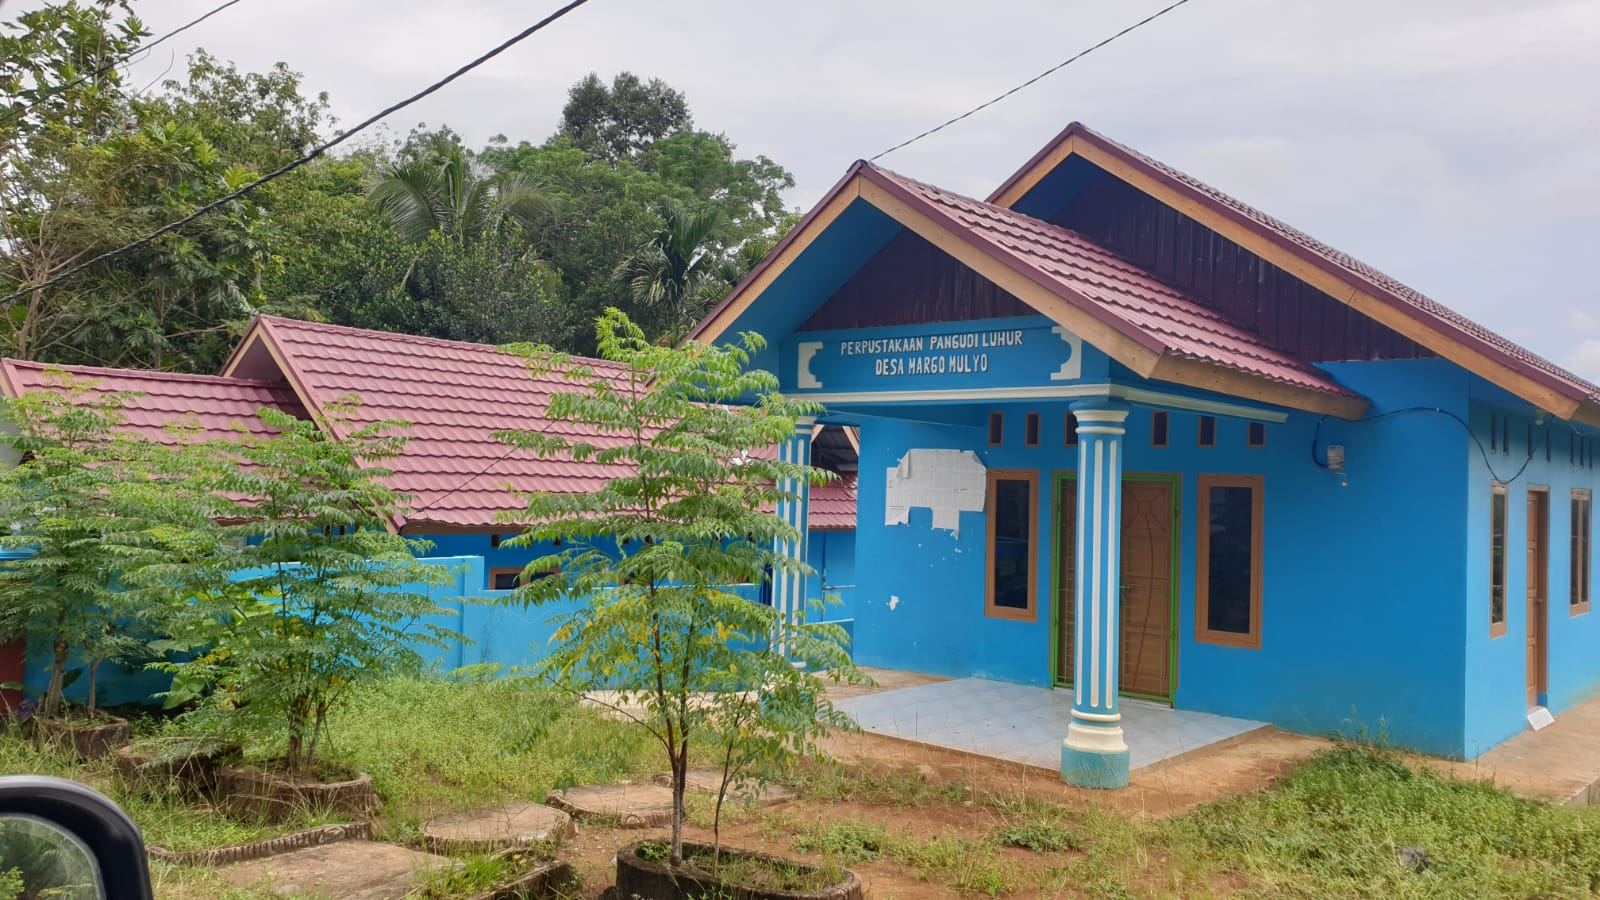 PERPUSTAKAAN PANGUDI LUHUR
DESA MARGO MULYO